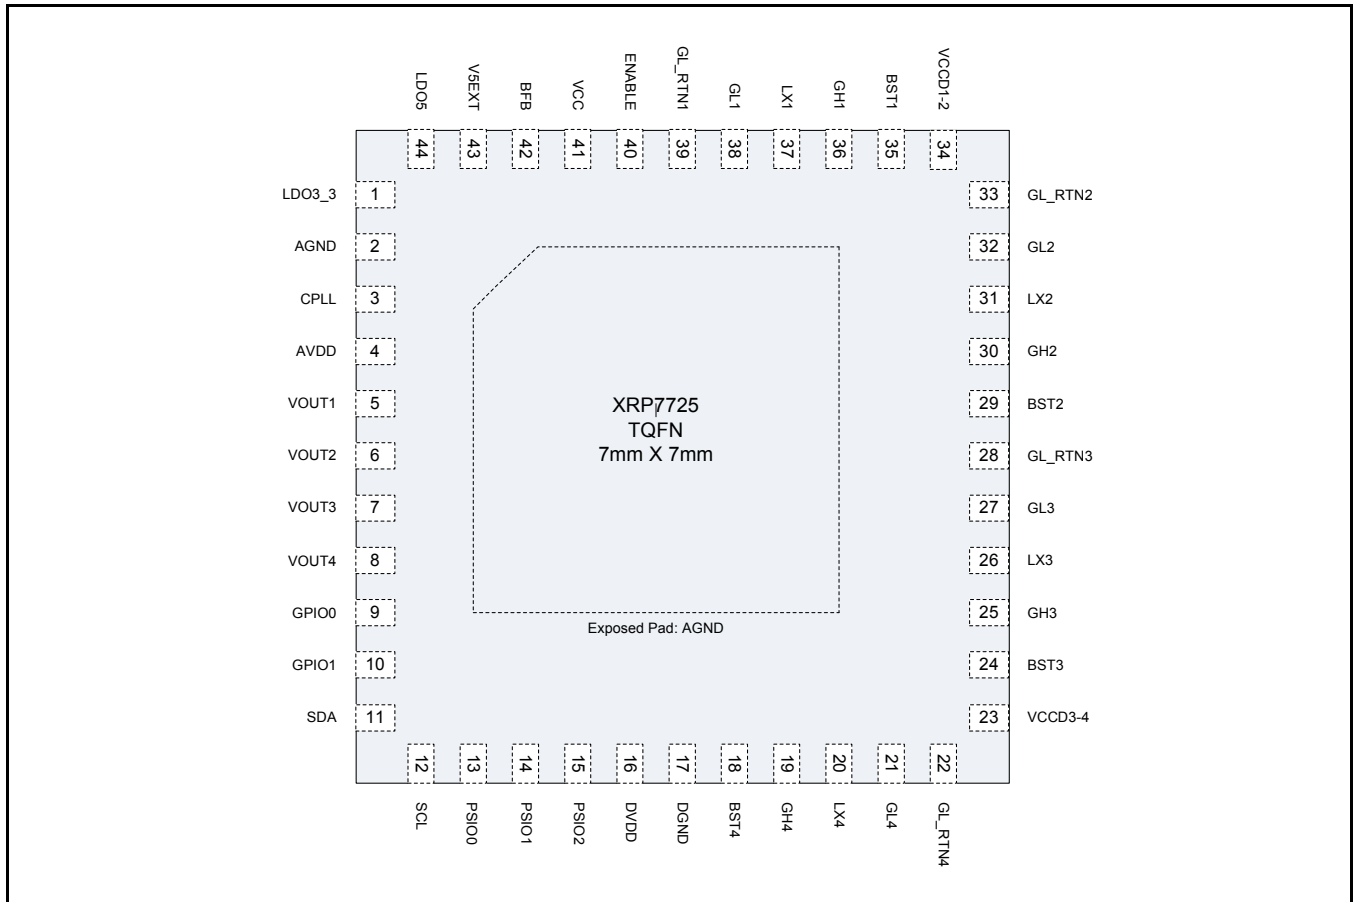 LDO5
V5EXT
BFB
VCC
ENABLE
GL_RTN1
GL1
LX1
GH1
BST1
VCCD1-2
44
43
42
41
40
39
38
37
36
35
34
LDO3_3 1
AGND 2
CPLL 3
AVDD 4
VOUT1 5
VOUT2 6
VOUT3 7
VOUT4 8
GPIO0 9
GPIO1 10
SDA 11
33 GL_RTN2
32 GL2
31 LX2
30 GH2
29 BST2
28 GL_RTN3
27 GL3
26 LX3
25 GH3
24 BST3
23 VCCD3-4
XRP7725
TQFN
7mm X 7mm
Exposed Pad: AGND
12
13
14
15
16
17
18
19
20
21
22
SCL
PSIO0
PSIO1
PSIO2
DVDD
DGND
BST4
GH4
LX4
GL4
GL_RTN4